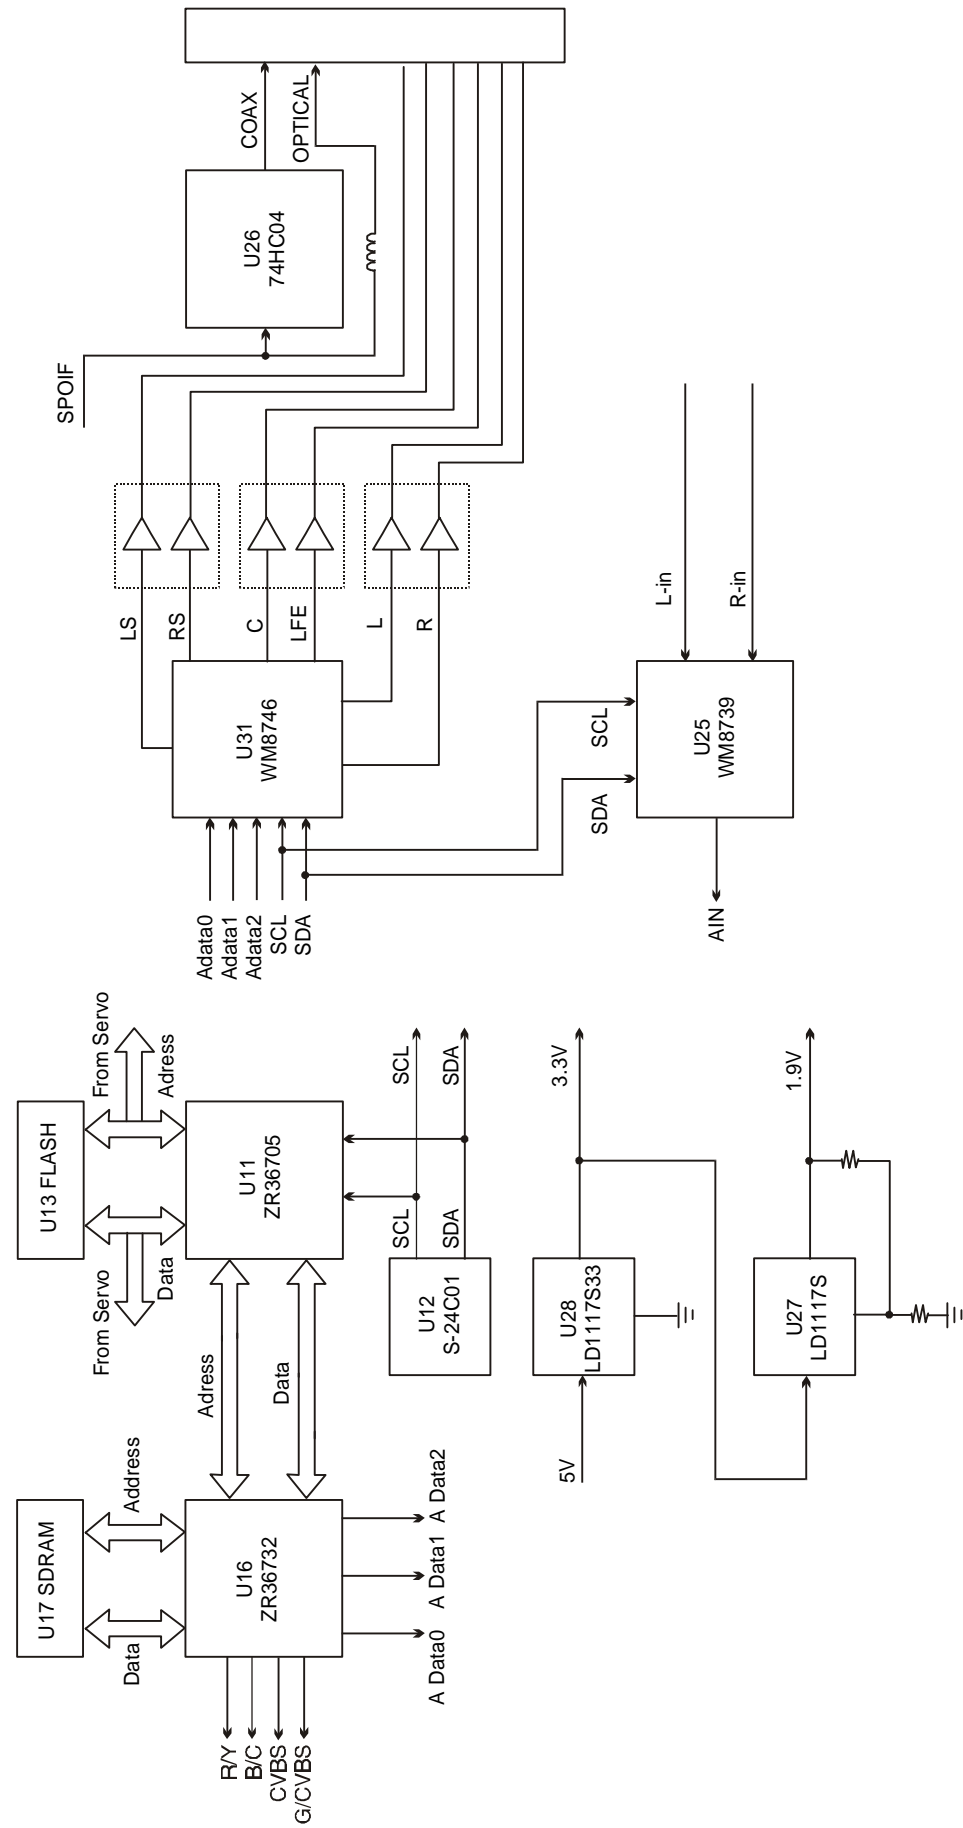 COAX
OPTICAL
U26
74HC04
SPOIF
LS
RS
C
LFE
L
R
U31
WM8746
Adata0
Adata1
Adata2
SCL
SDA
L-in
R-in
SCL
SDA
U25
WM8739
AIN
From Servo
Adress
U13 FLASH
From Servo
Data
U11
ZR36705
SCL
SDA
SCL
SDA
U12
S-24C01
3.3V
U28
LD1117S33
5V
1.9V
U27
LD1117S
Adress
Data
U17 SDRAM
Address
Data
U16
ZR36732
A Data0
A Data1
A Data2
R/Y
B/C
CVBS
G/CVBS